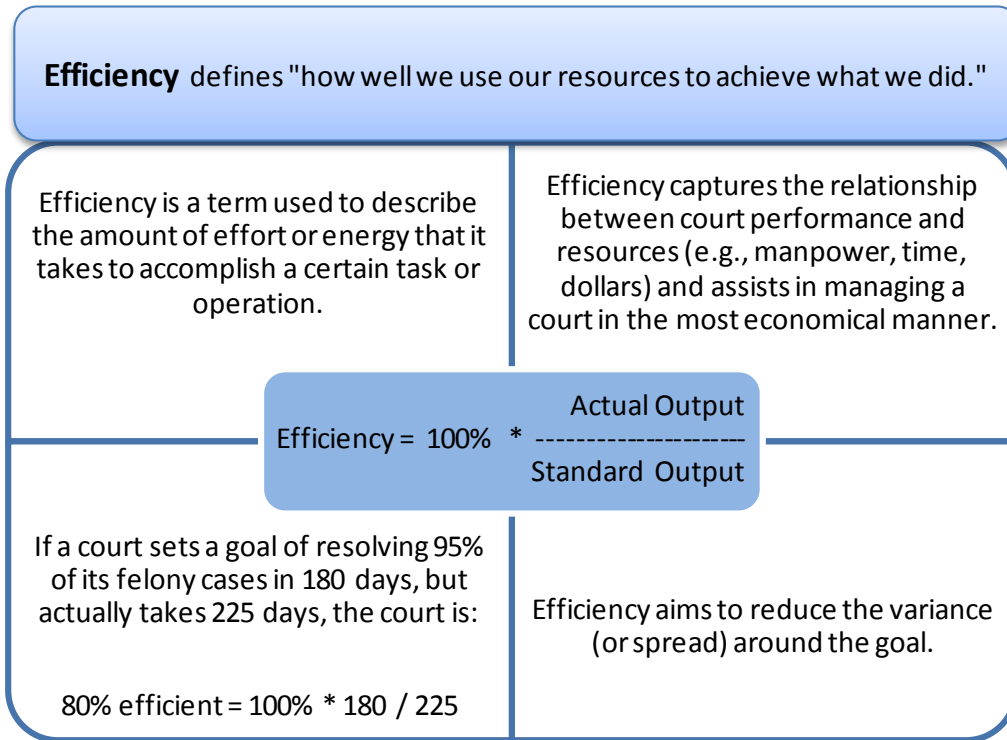 Efficiency defines "how well we use our resources to achieve what we did."
Efficiency is a term used to describe
the amount of effort or energy that it
takes to accomplish a certain task or
operation.
Efficiency captures the relationship
between court performance and
resources (e.g., manpower, time,
dollars) and assists in managing a
court in the most economical manner.
Actual Output
Efficiency = 100% * ----------------------
Standard Output
If a court sets a goal of resolving 95%
of its felony cases in 180 days, but
actually takes 225 days, the court is:
80% efficient = 100% * 180 / 225
Efficiency aims to reduce the variance
(or spread) around the goal.